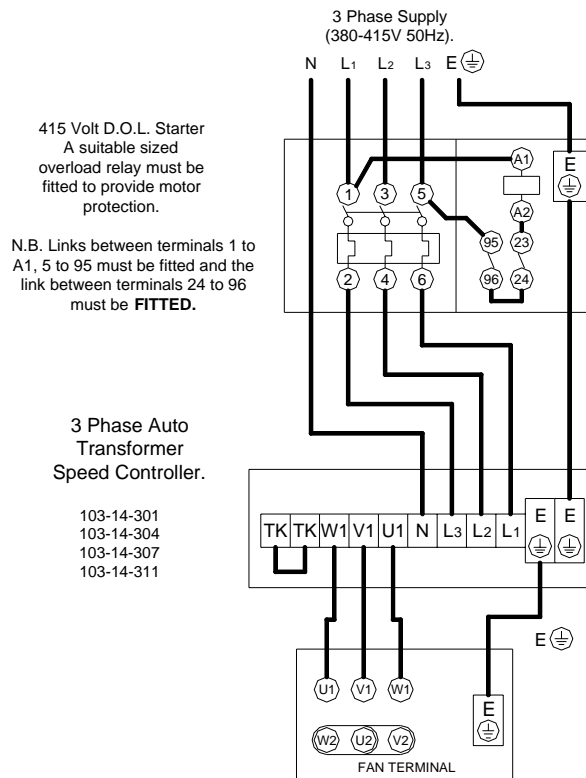 3 Phase Supply
(380-415V 50Hz).
N L1 L2 L3 E
415 Volt D.O.L. Starter
A suitable sized
overload relay must be
fitted to provide motor
protection.
N.B. Links between terminals 1 to
A1, 5 to 95 must be fitted and the
link between terminals 24 to 96
must be FITTED.
A1
E
1 3 5
A2
95 23
2 4 6 96 24
3 Phase Auto
Transformer
Speed Controller.
103-14-301
103-14-304
103-14-307
103-14-311
TK TK W1 V1 U1 N L3 L2 L1 E E
E
U1 V1 W1
E
W2 U2 V2
FAN TERMINAL